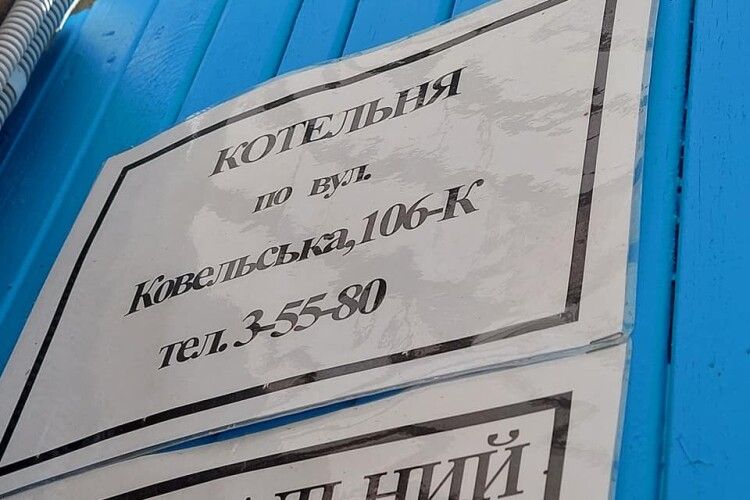 КОТЕЛЬНЯ
по вул.
Ковельська,106-К
тел. 3-55-80